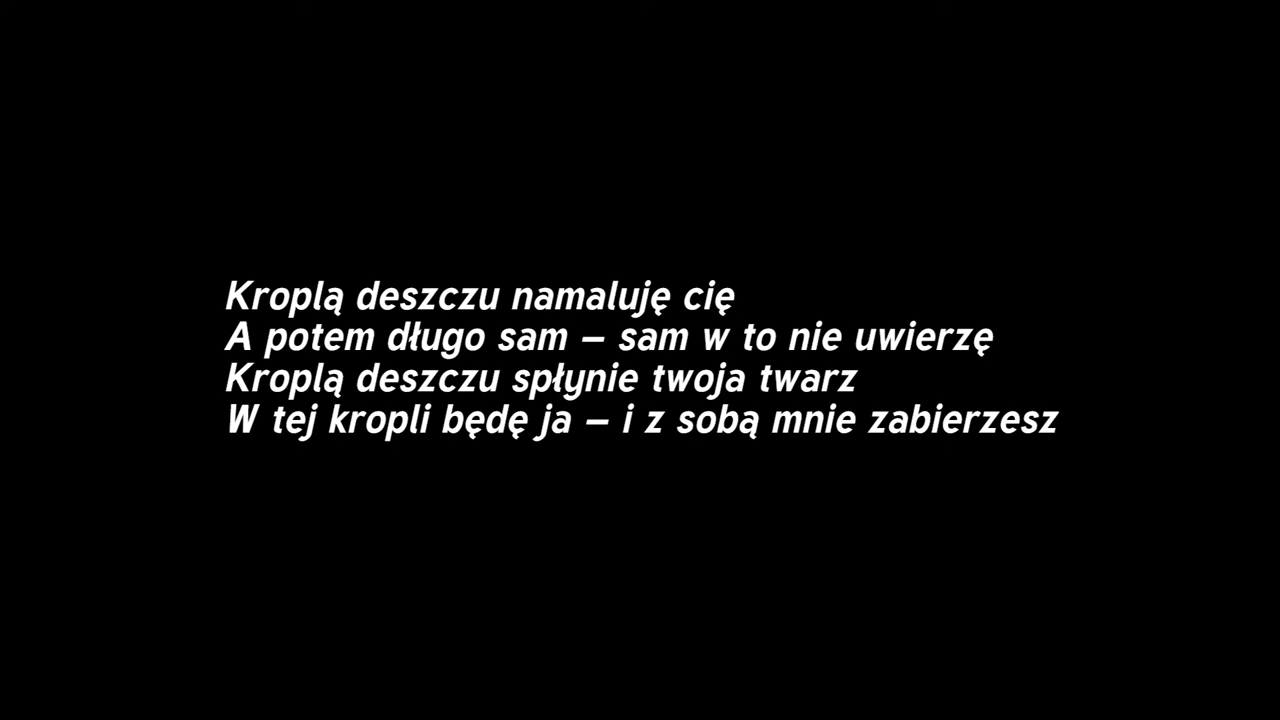 Kroplą deszczu namaluję cię
A potem długo sam – sam w to nie uwierzę
Kroplą deszczu spłynie twoja twarz
W tej kropli będę ja – i z sobą mnie zabierzesz